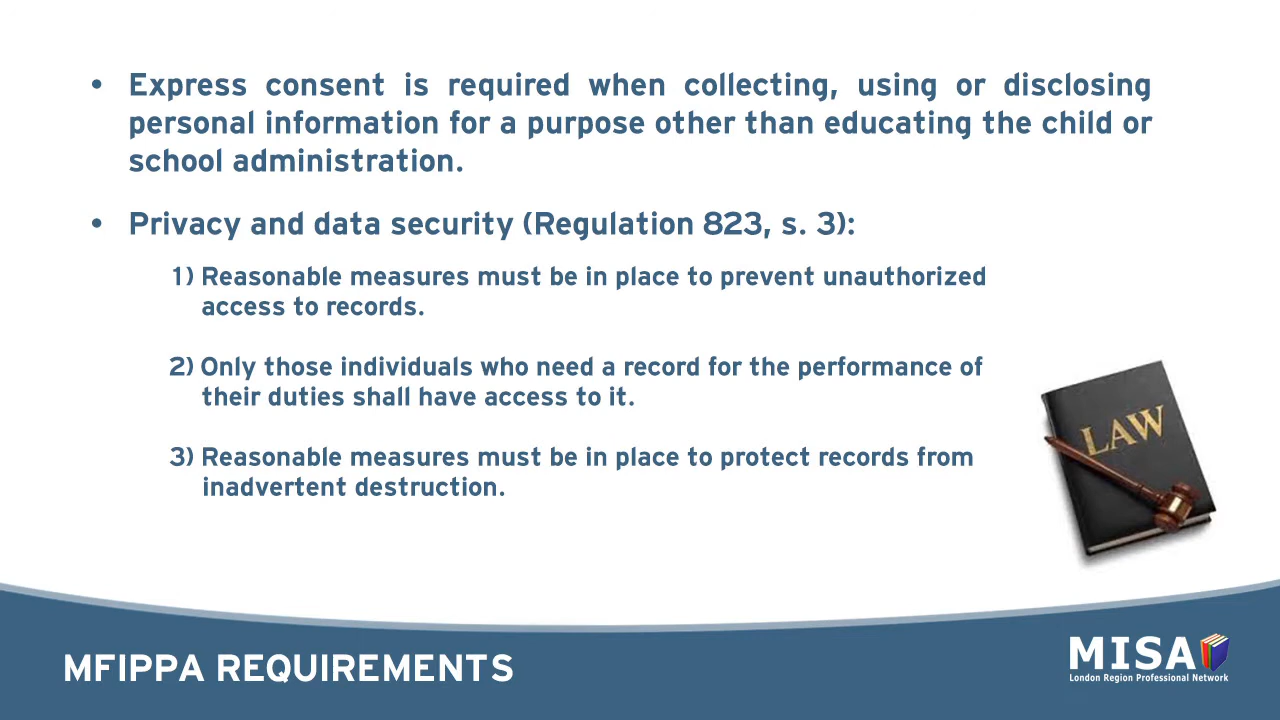 • Express consent is required when collecting, using or disclosing
personal information for a purpose other than educating the child or
school administration.
• Privacy and data security (Regulation 823, s. 3):
1) Reasonable measures must be in place to prevent unauthorized
access to records.
2) Only those individuals who need a record for the performance of
their duties shall have access to it.
3) Reasonable measures must be in place to protect records from
inadvertent destruction.
LAW
MFIPPA REQUIREMENTS
MISA
London Region Professional Network